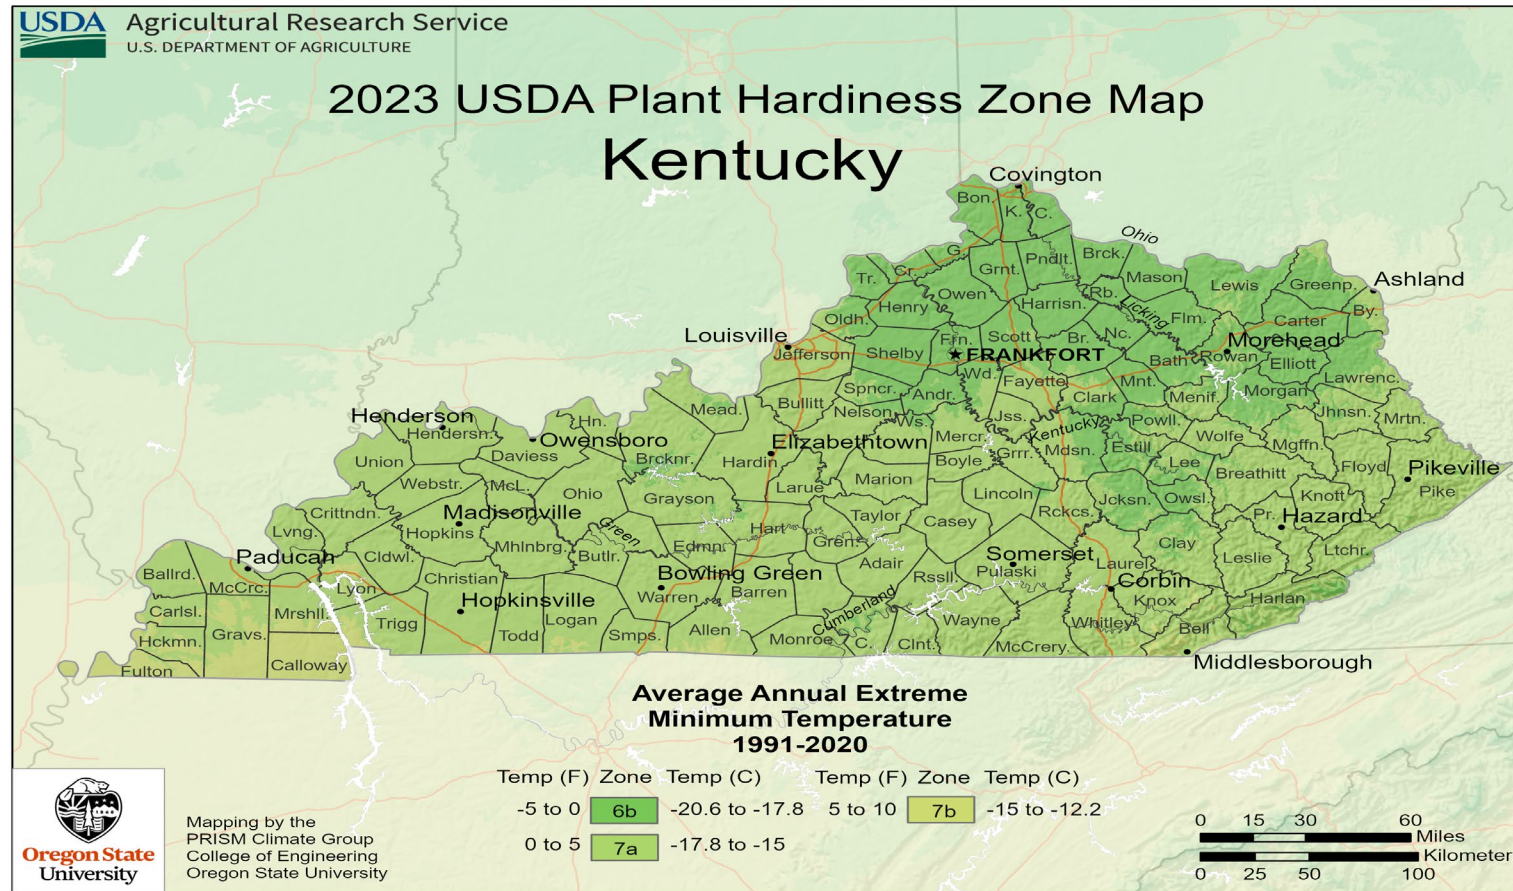 USDA
Agricultural Research Service
U.S. DEPARTMENT OF AGRICULTURE
2023 USDA Plant Hardiness Zone Map
Kentucky
Covington
Bon.
K.
C.
Ohio
G.
Pndlt.
Brck.
Tr.
Cr.
Grnt.
Mason
Lewis
Greenp.
Ashland
Owen
Rb.
Henry
Harrisn.
Licking
By.
Oldh.
Flm.
Carter
Louisville
Frn.
Scott
Br.
Nc.
Morehead
Jefferson
Shelby
FRANKFORT
Bath
Rowan
Elliott
Wd.
Fayette
Mnt.
Lawrenc.
Spncr.
Andr.
Clark
Menif.
Morgan
Bullitt
Mead.
Nelson
Ws.
Jss.
Powll.
Jhnsn.
Mrtn.
Henderson
Hn.
Hendersn.
Owensboro
Elizabethtown
Mercr.
Kentucky
Wolfe
Mgffn.
Daviess
Brcknr.
Hardin
Boyle
Grrr.
Mdsn.
Estill
Lee
Floyd
Pikeville
Union
Breathitt
Webstr.
McL.
Ohio
Grayson
Larue
Marion
Lincoln
Jcksn.
Owsl.
Knott
Pike
Crittndn.
Madisonville
Taylor
Casey
Rckcs.
Pr.
Hazard
Lvng.
Hopkins
Green
Hart
Gren.
Mhlnbrg.
Butlr.
Edmn.
Clay
Ltchr.
Paducah
Cldwl.
Somerset
Leslie
Adair
Laurel
Ballrd.
McCrc.
Lyon
Christian
Bowling Green
Rssll.
Pulaski
Corbin
Carlsl.
Mrshll.
Hopkinsville
Warren
Barren
Cumberland
Knox
Harlan
Trigg
Logan
Wayne
Whitley
Bell
Hckmn.
Gravs.
Todd
Smps.
Allen
Monroe
C.
Clnt.
McCrery.
Fulton
Calloway
Middlesborough
Average Annual Extreme
Minimum Temperature
1991-2020
Temp (F) Zone Temp (C) Temp (F) Zone Temp (C)
-5 to 0 6b -20.6 to -17.8 5 to 10 7b -15 to -12.2
0 to 5 7a -17.8 to -15
Mapping by the
PRISM Climate Group
College of Engineering
Oregon State University
Oregon State
University
0 15 30 60
Miles
Kilometer
0 25 50 100